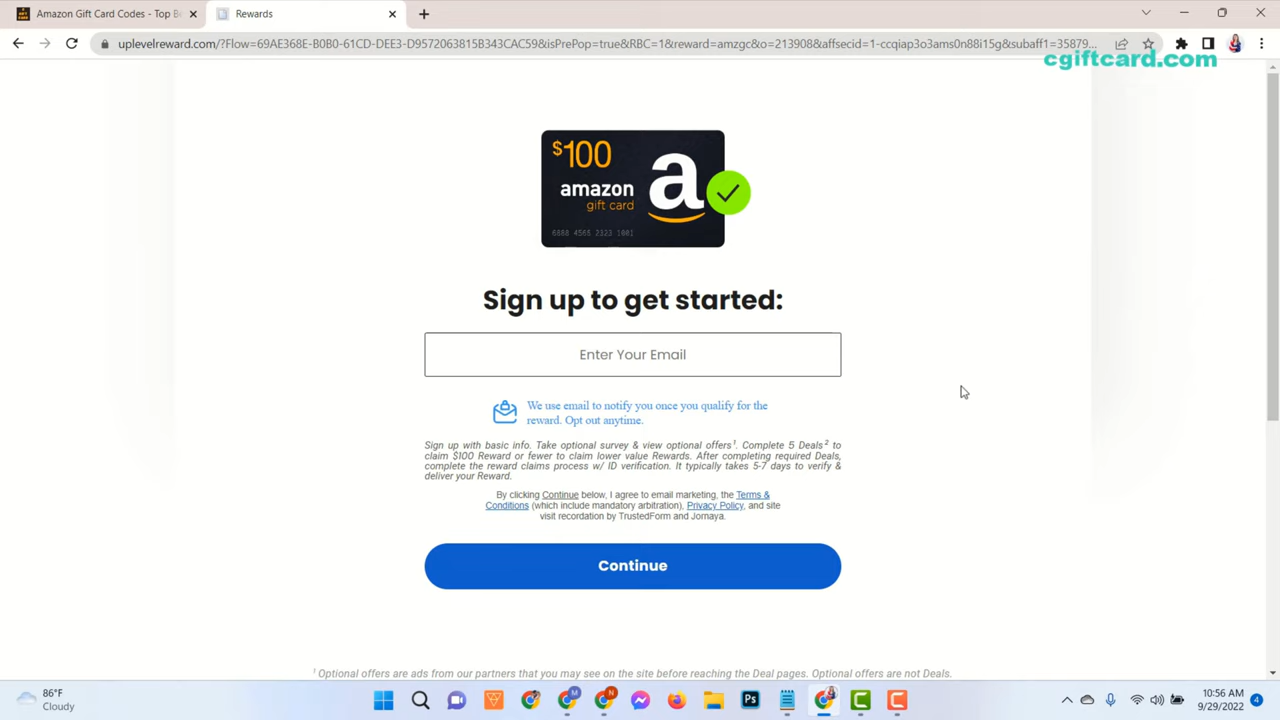 Amazon Gift Card Codes - Top Be
Rewards
uplevelreward.com/?Flow=69AE368E-B0B0-61CD-DEE3-D9572063815B343CAC59&isPrePop=true&RBC=1&reward=amzgc&o=213908&affsecid=1-ccqiap3o3ams0n88i15g&subaff1=35879...
cgiftcard.com
$100
amazon
gift card
6888 4566 2323 1001
Sign up to get started:
Enter Your Email
We use email to notify you once you qualify for the
reward. Opt out anytime.
Sign up with basic info. Take optional survey & view optional offers¹. Complete 5 Deals² to
claim $100 Reward or fewer to claim lower value Rewards. After completing required Deals,
complete the reward claims process w/ ID verification. It typically takes 5-7 days to verify &
deliver your Reward.
By clicking Continue below, I agree to email marketing, the Terms &
Conditions (which include mandatory arbitration), Privacy Policy, and site
visit recordation by TrustedForm and Jornaya.
Continue
¹ Optional offers are ads from our partners that you may see on the site before reaching the Deal pages. Optional offers are not Deals.
86°F
Cloudy
M
N
Ps
10:56 AM
9/29/2022
4